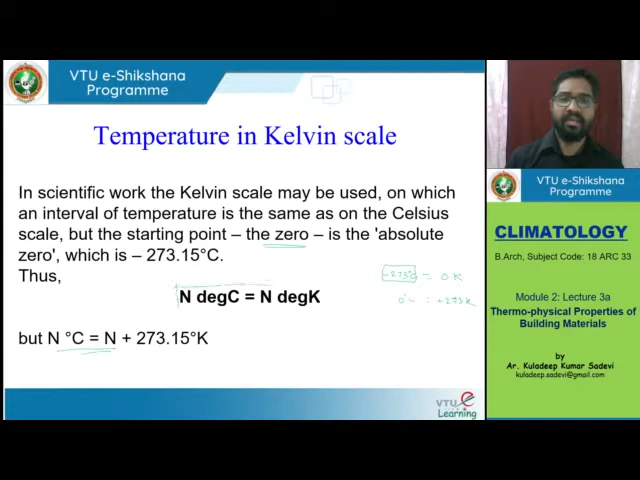 VTU e-Shikshana
Programme
Temperature in Kelvin scale
In scientific work the Kelvin scale may be used, on which
an interval of temperature is the same as on the Celsius
scale, but the starting point – the zero – is the 'absolute
zero', which is – 273.15°C.
Thus,
-273°C = 0 K
N degC = N degK
= +273 K
but N °C = N + 273.15°K
VTU
Learning
VTU e-Shikshana
Programme
CLIMATOLOGY
B.Arch, Subject Code: 18 ARC 33
Module 2: Lecture 3a
Thermo-physical Properties of
Building Materials
by
Ar. Kuladeep Kumar Sadevi
kuladeep.sadevi@gmail.com